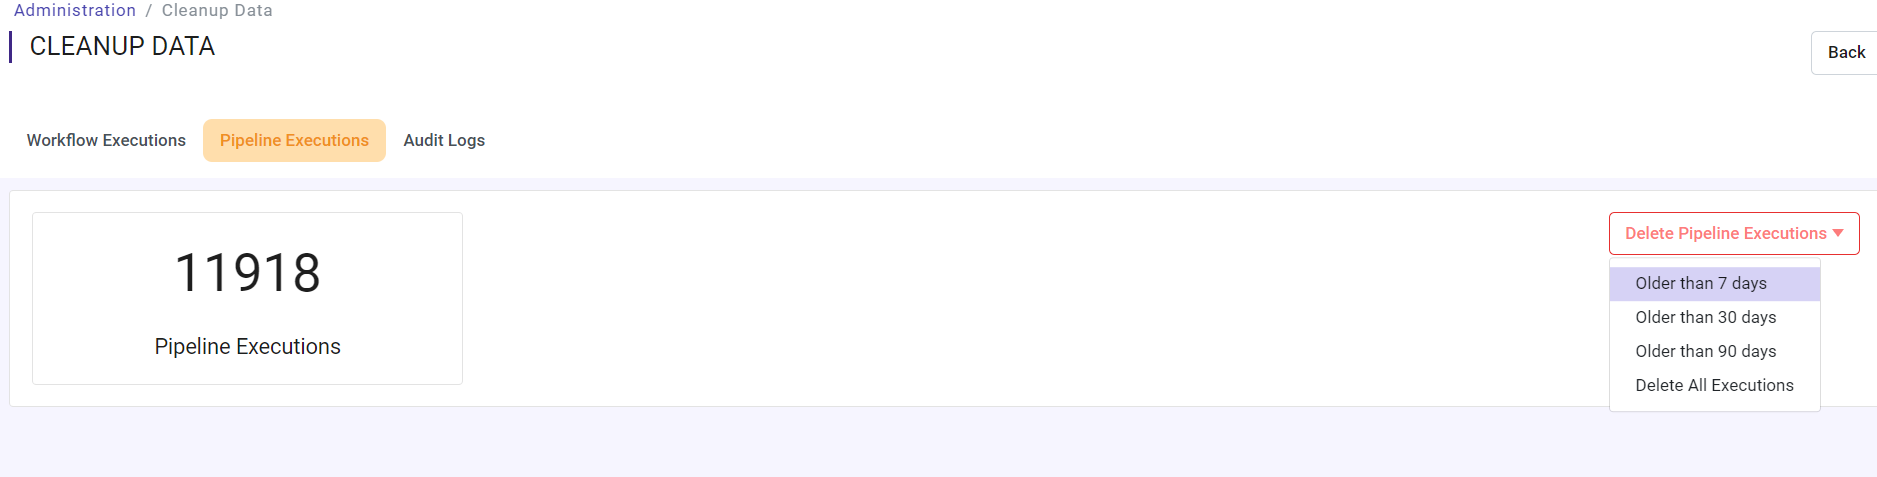 Administration / Cleanup Data
CLEANUP DATA
Back
Workflow Executions Pipeline Executions Audit Logs
11918
Pipeline Executions
Delete Pipeline Executions
Older than 7 days
Older than 30 days
Older than 90 days
Delete All Executions